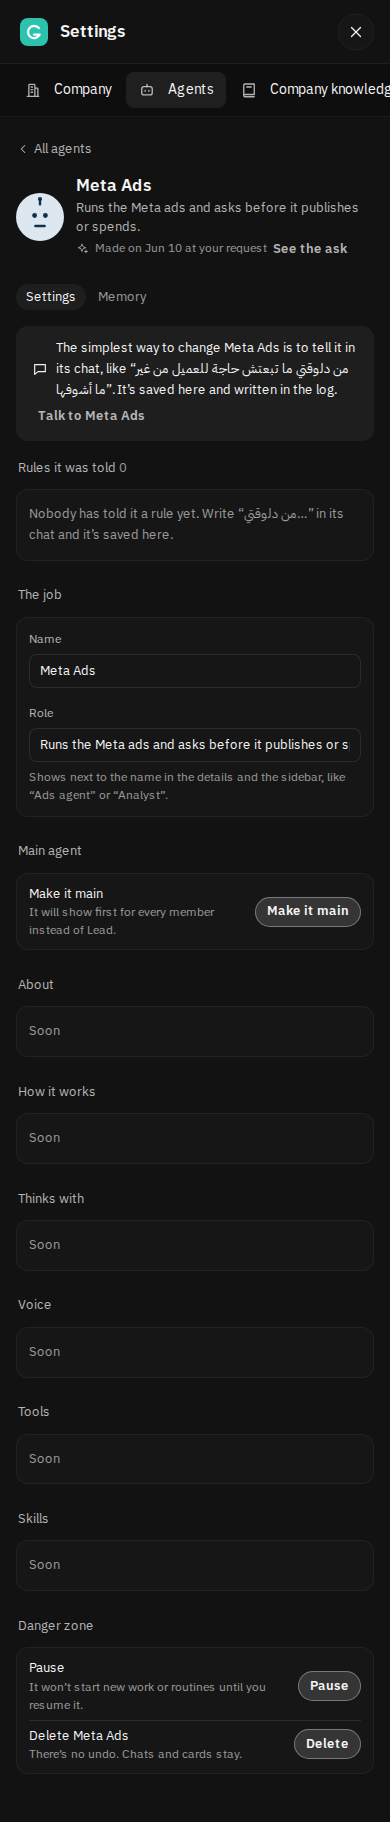 Settings
Company
Agents
Company knowledg
All agents
Meta Ads
Runs the Meta ads and asks before it publishes
or spends.
Made on Jun 10 at your request See the ask
Settings
Memory
The simplest way to change Meta Ads is to tell it in
its chat, like “من دلوقتي ما تبعتش حاجة للعميل من غير
ما أشوفها”. It’s saved here and written in the log.
Talk to Meta Ads
Rules it was told 0
Nobody has told it a rule yet. Write “من دلوقتي…” in its
chat and it’s saved here.
The job
Name
Meta Ads
Role
Runs the Meta ads and asks before it publishes or s
Shows next to the name in the details and the sidebar, like
“Ads agent” or “Analyst”.
Main agent
Make it main
It will show first for every member
instead of Lead.
Make it main
About
Soon
How it works
Soon
Thinks with
Soon
Voice
Soon
Tools
Soon
Skills
Soon
Danger zone
Pause
It won’t start new work or routines until you
resume it.
Pause
Delete Meta Ads
There’s no undo. Chats and cards stay.
Delete